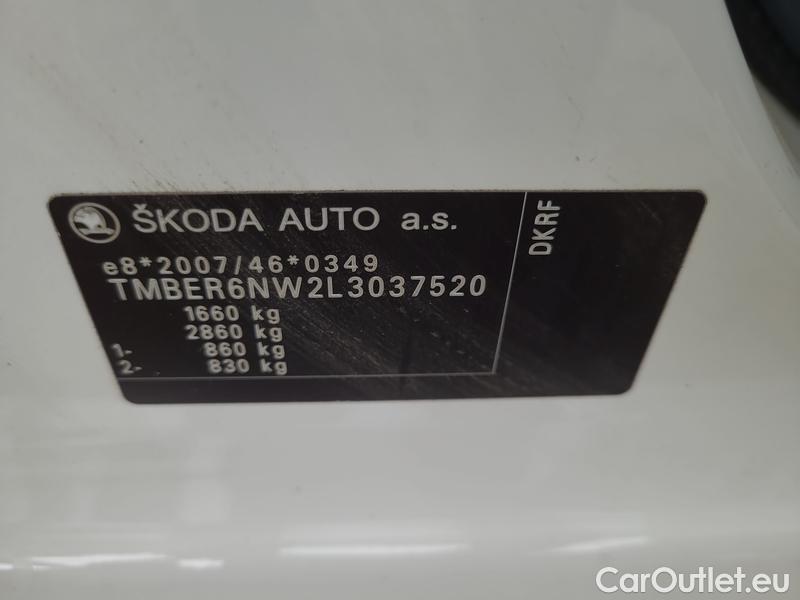 ŠKODA AUTO a.s.
e8*2007/46*0349
TMBER6NW2L3037520
1660 kg
2860 kg
1- 860 kg
2- 830 kg
DKRF
CarOutlet.eu